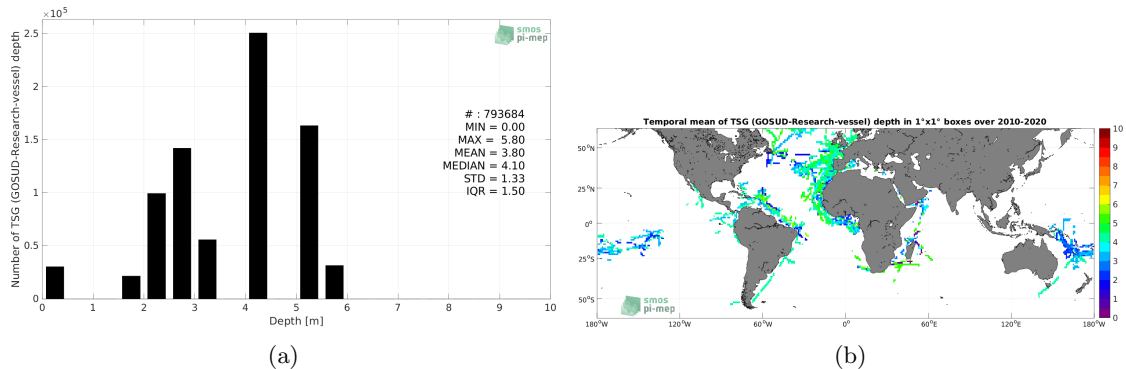 ×10⁵
smos
pi-mep
2.5
2
1.5
1
0.5
0
Number of TSG (GOSUD-Research-vessel) depth
# : 793684
MIN = 0.00
MAX = 5.80
MEAN = 3.80
MEDIAN = 4.10
STD = 1.33
IQR = 1.50
0 1 2 3 4 5 6 7 8 9 10
Depth [m]
(a)
Temporal mean of TSG (GOSUD-Research-vessel) depth in 1°x1° boxes over 2010-2020
50°N
25°N
0°
25°S
50°S
smos
pi-mep
180°W 120°W 60°W 0° 60°E 120°E 180°W
10
9
8
7
6
5
4
3
2
1
0
(b)